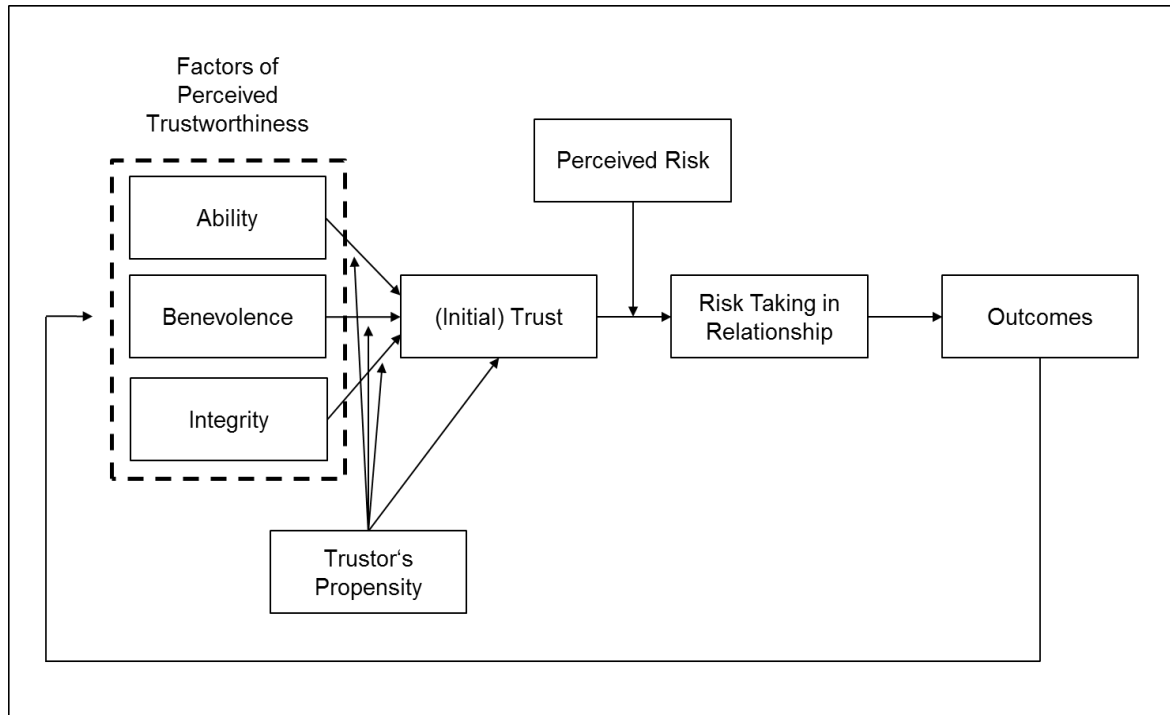 Factors of
Perceived
Trustworthiness
Ability
Benevolence
Integrity
Trustor‘s
Propensity
(Initial) Trust
Perceived Risk
Risk Taking in
Relationship
Outcomes